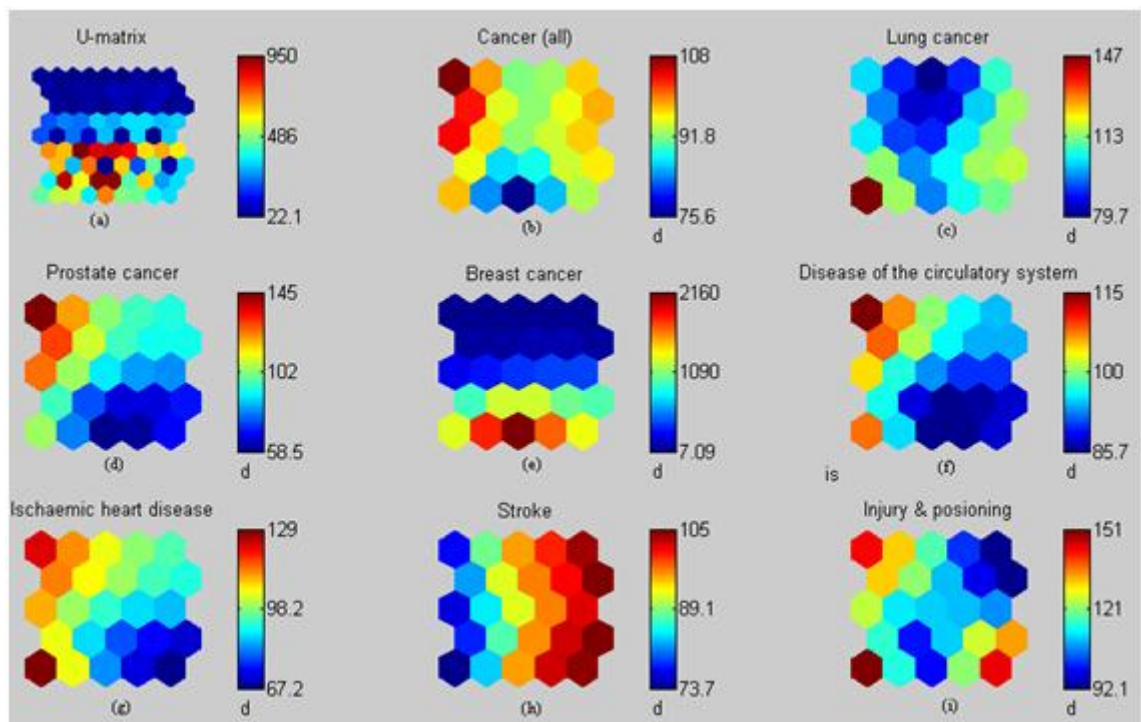 U-matrix
950
486
22.1
(a)
Cancer (all)
108
91.8
75.6
(b)
d
Lung cancer
147
113
79.7
(c)
d
Prostate cancer
145
102
58.5
(d)
d
Breast cancer
2160
1090
7.09
(e)
d
Disease of the circulatory system
115
100
85.7
(f)
is
d
Ischaemic heart disease
129
98.2
67.2
(g)
d
Stroke
105
89.1
73.7
(h)
d
Injury & posioning
151
121
92.1
(i)
d